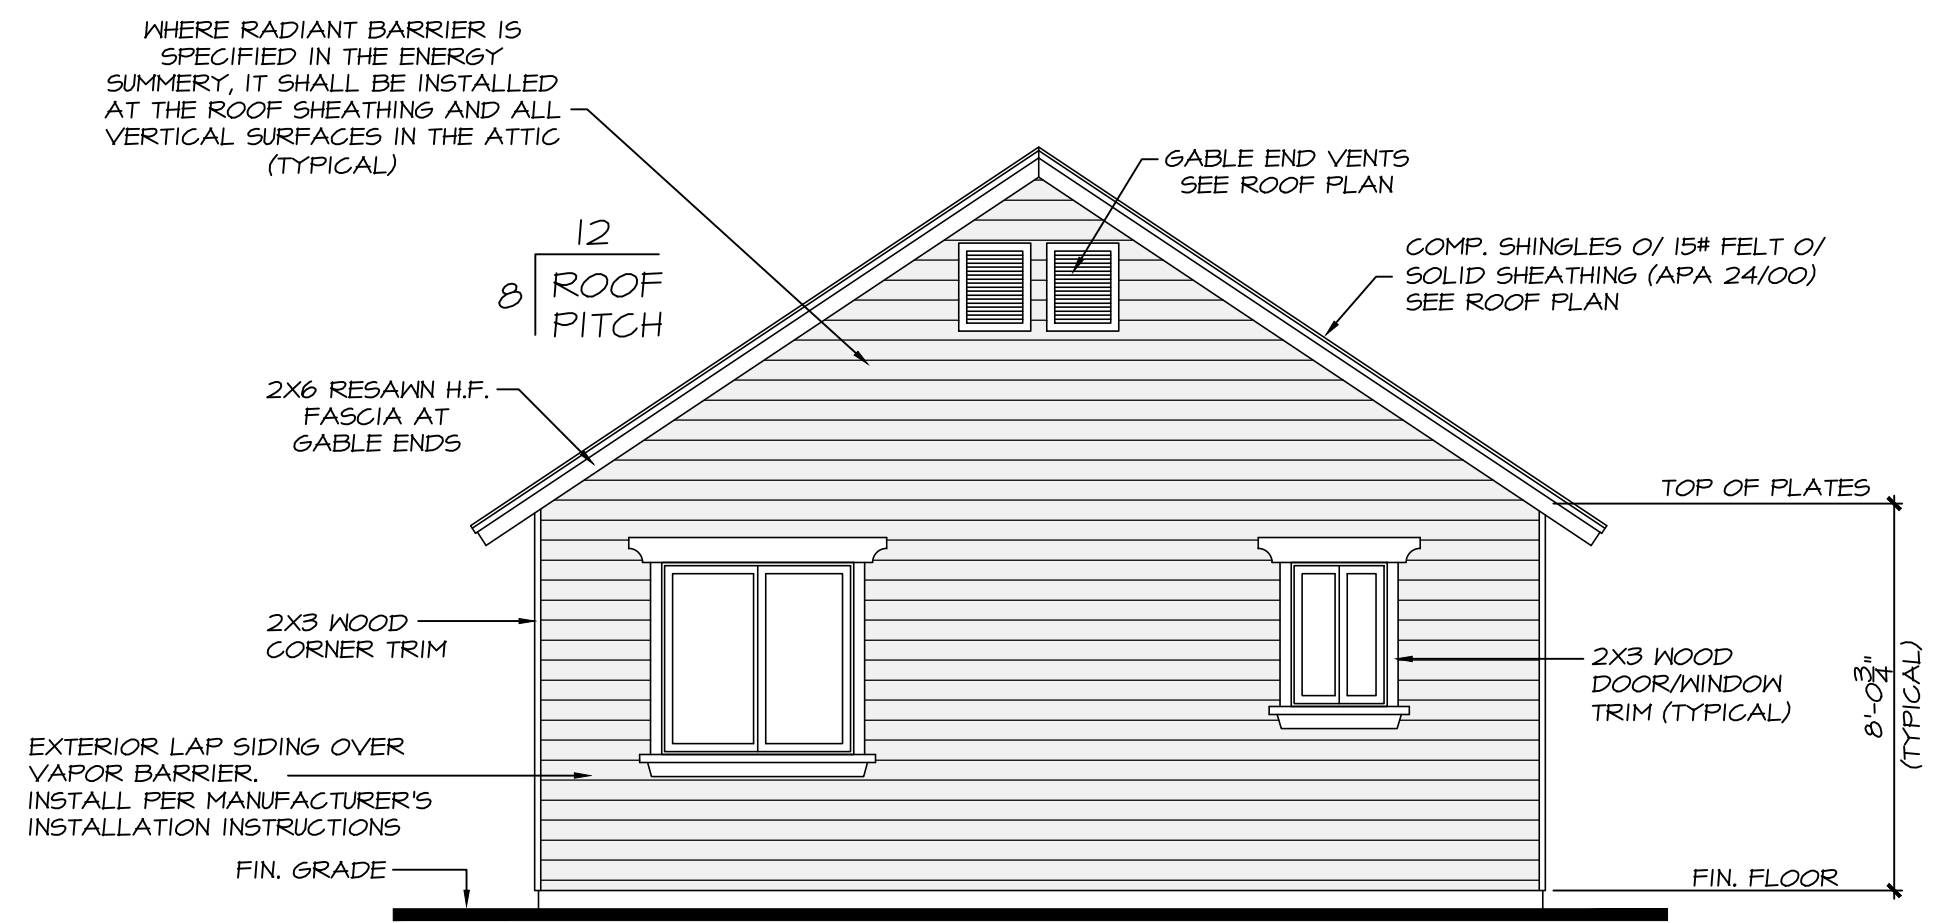 WHERE RADIANT BARRIER IS
SPECIFIED IN THE ENERGY
SUMMERY, IT SHALL BE INSTALLED
AT THE ROOF SHEATHING AND ALL
VERTICAL SURFACES IN THE ATTIC
(TYPICAL)
GABLE END VENTS
SEE ROOF PLAN
12
8
ROOF
PITCH
COMP. SHINGLES O/ 15# FELT O/
SOLID SHEATHING (APA 24/00)
SEE ROOF PLAN
2X6 RESAWN H.F.
FASCIA AT
GABLE ENDS
TOP OF PLATES
2X3 WOOD
CORNER TRIM
2X3 WOOD
DOOR/WINDOW
TRIM (TYPICAL)
8'-0 3/4"
(TYPICAL)
EXTERIOR LAP SIDING OVER
VAPOR BARRIER.
INSTALL PER MANUFACTURER'S
INSTALLATION INSTRUCTIONS
FIN. GRADE
FIN. FLOOR